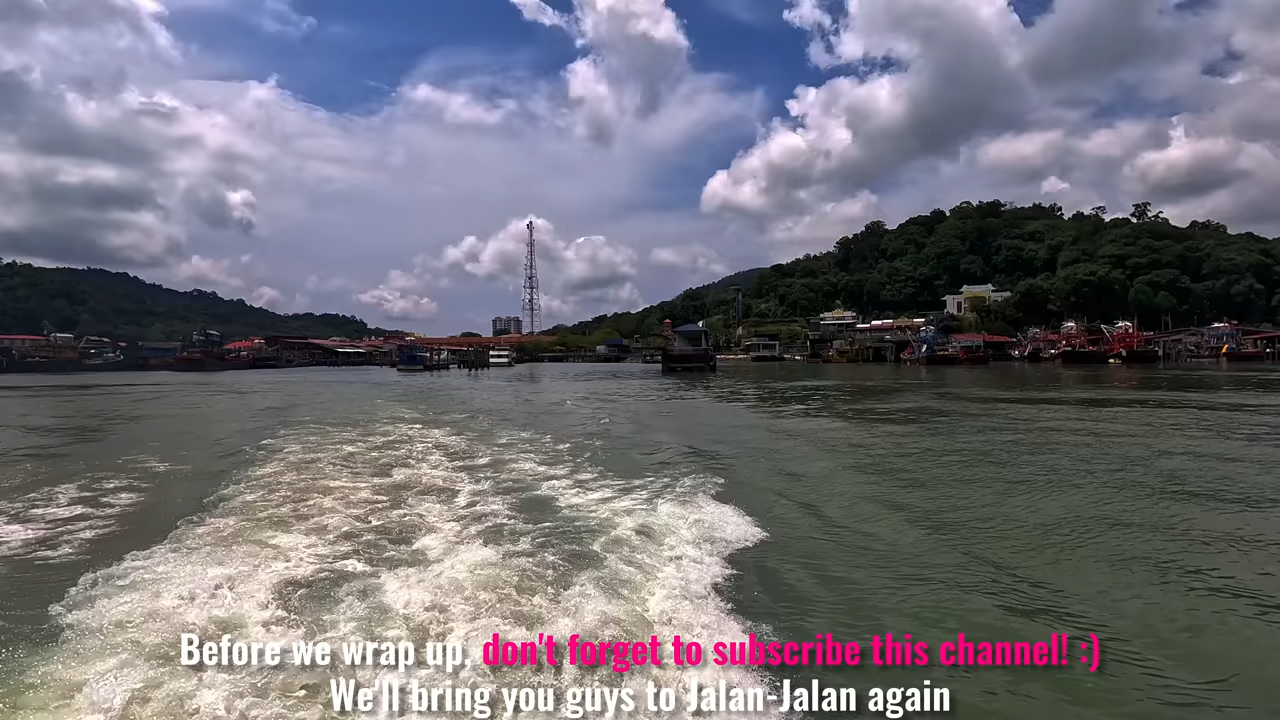 Before we wrap up, don't forget to subscribe this channel! :)
We'll bring you guys to Jalan-Jalan again